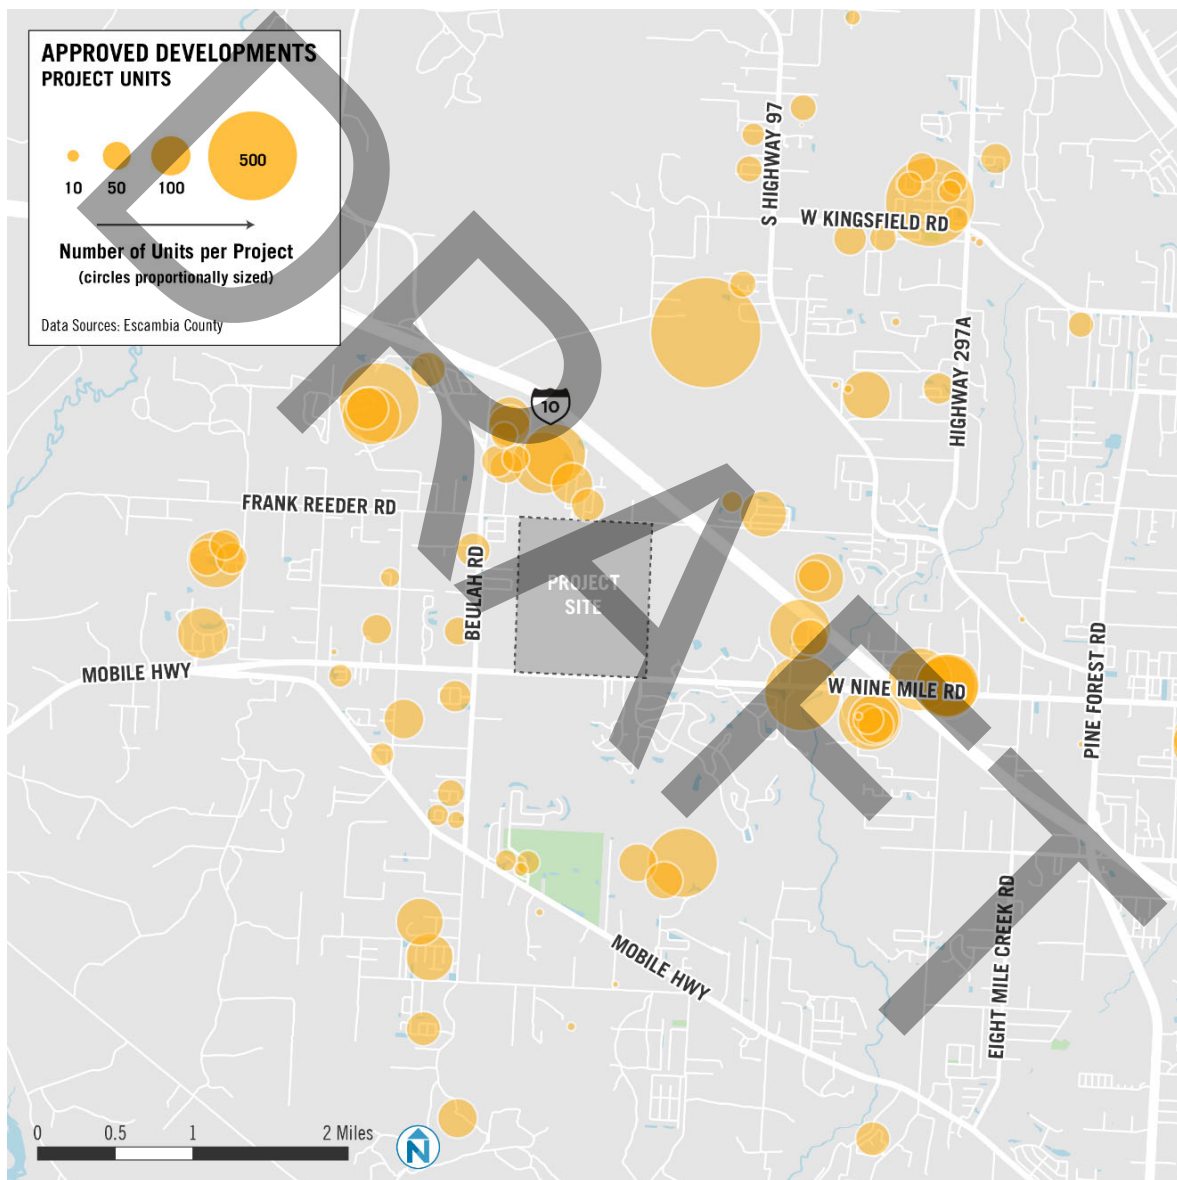 APPROVED DEVELOPMENTS
PROJECT UNITS
500
10 50 100
Number of Units per Project
(circles proportionally sized)
Data Sources: Escambia County
DRAFT
S HIGHWAY 97
W KINGSFIELD RD
HIGHWAY 297A
10
FRANK REEDER RD
BEULAH RD
PROJECT
SITE
MOBILE HWY
W NINE MILE RD
PINE FOREST RD
EIGHT MILE CREEK RD
MOBILE HWY
0 0.5 1 2 Miles
N